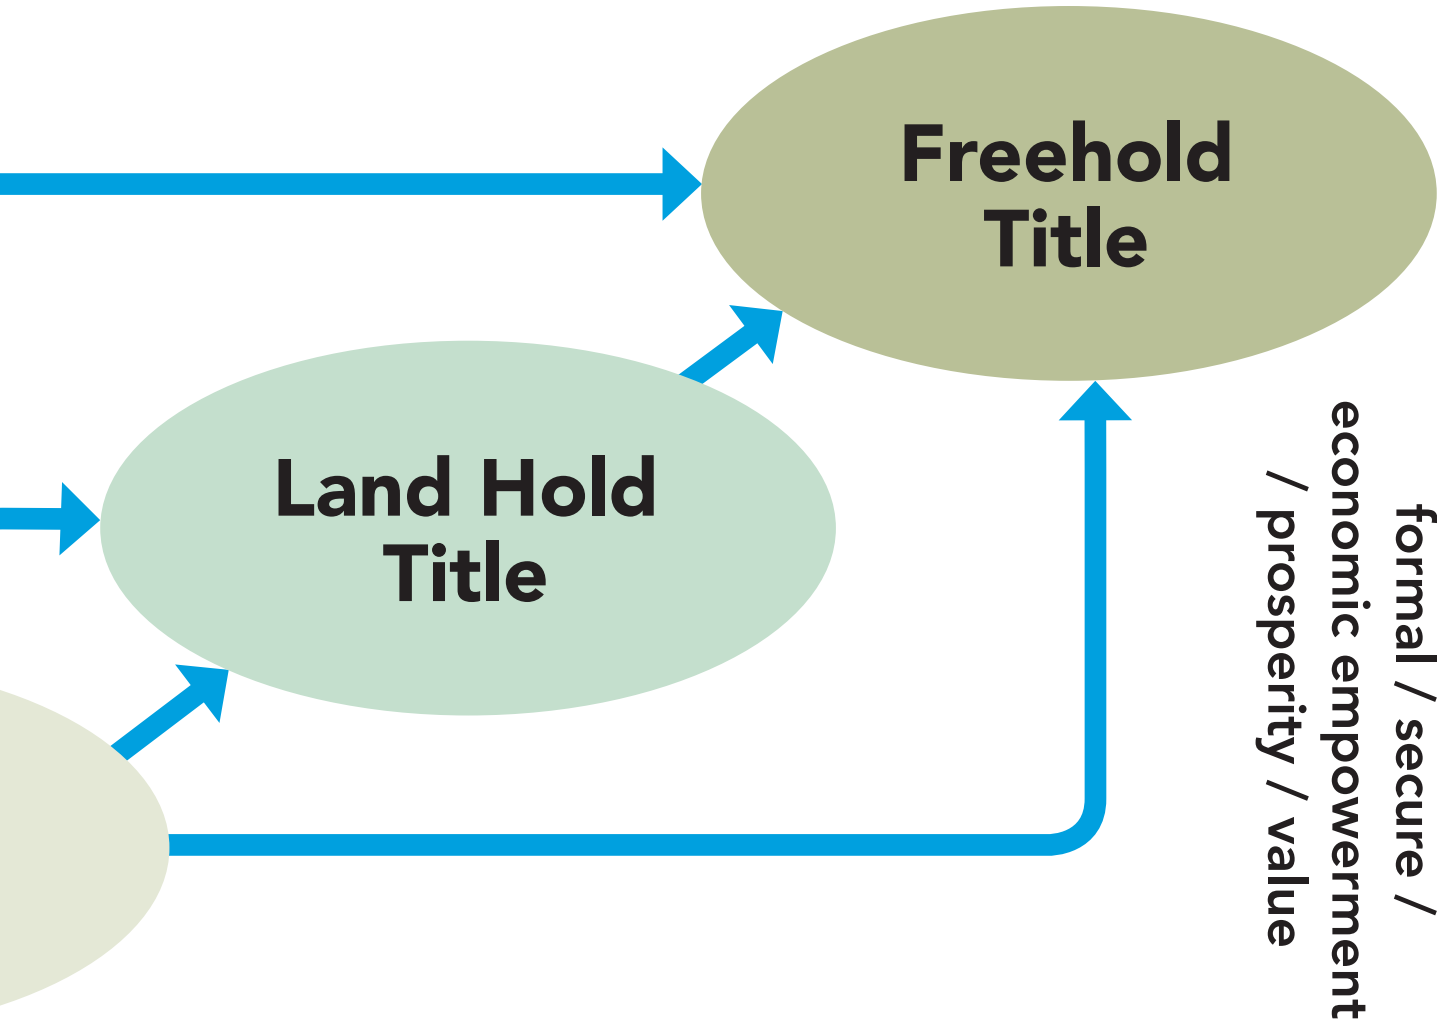 Freehold
Title
Land Hold
Title
formal / secure /
economic empowerment
/ prosperity / value